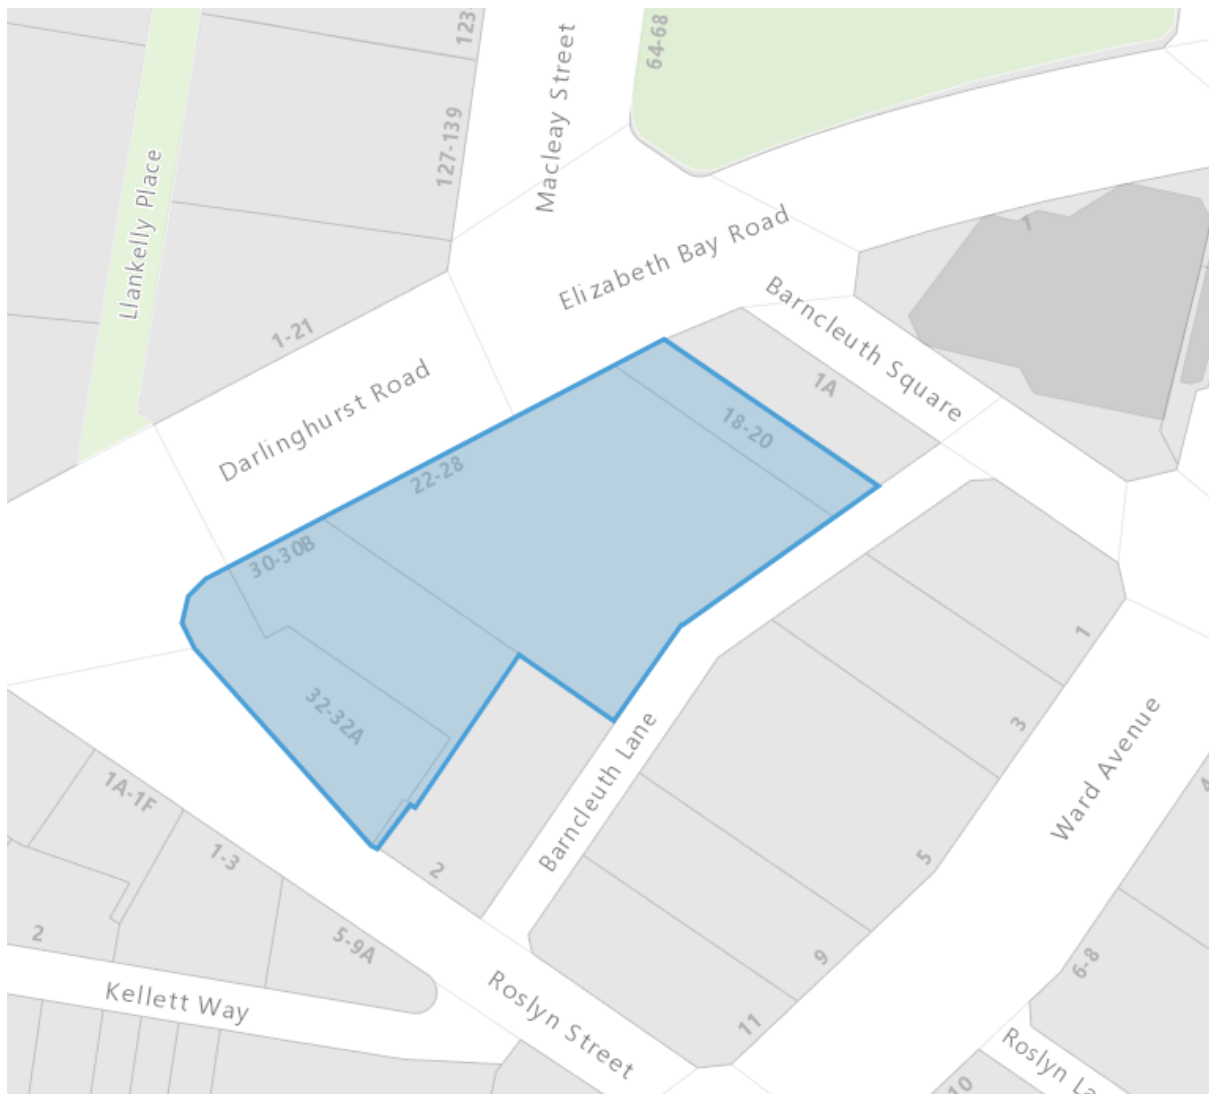 123
64-68
Macleay Street
127-139
Llankelly Place
Elizabeth Bay Road
1
Barncleuth Square
1-21
1A
Darlinghurst Road
18-20
22-28
30-30B
1
32-32A
3
Barncleuth Lane
Ward Avenue
1A-1F
4
1-3
5
2
2
5-9A
9
6-8
Kellett Way
Roslyn Street
11
Roslyn La
10